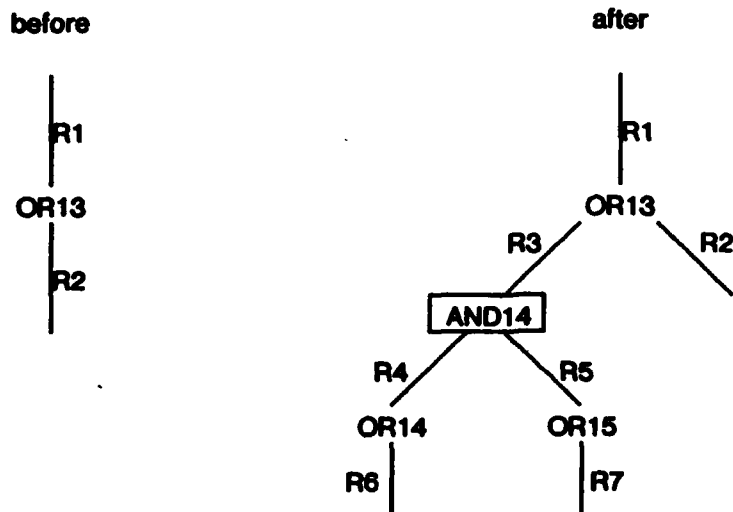 before after
R1 R1
OR13 OR13
R3 R2
R2
AND14
R4 R5
OR14 OR15
R6 R7